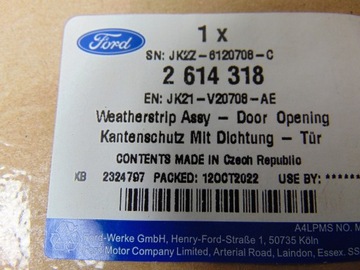 Ford
1 x
SN: JK2Z-6120708-C
2 614 318
EN: JK21-V20708-AE
Weatherstrip Assy - Door Opening
Kantenschutz Mit Dichtung - Tür
CONTENTS MADE IN Czech Republic
XB 2324797 PACKED: 12OCT2022 USE BY: ******
A4LPMS NO. M
Ford-Werke GmbH, Henry-Ford-Straße 1, 50735 Köln
Motor Company Limited, Arterial Road, Laindon, Essex. SS